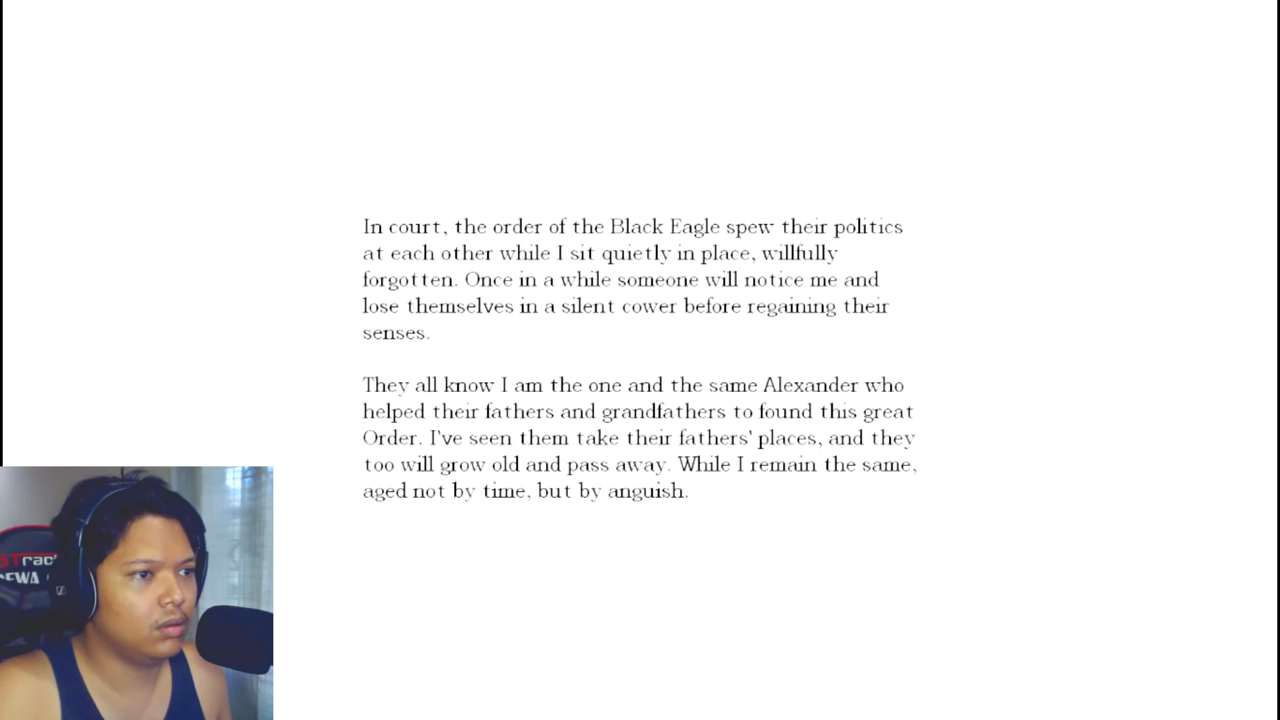 In court, the order of the Black Eagle spew their politics
at each other while I sit quietly in place, willfully
forgotten. Once in a while someone will notice me and
lose themselves in a silent cower before regaining their
senses.
They all know I am the one and the same Alexander who
helped their fathers and grandfathers to found this great
Order. I've seen them take their fathers' places, and they
too will grow old and pass away. While I remain the same,
aged not by time, but by anguish.